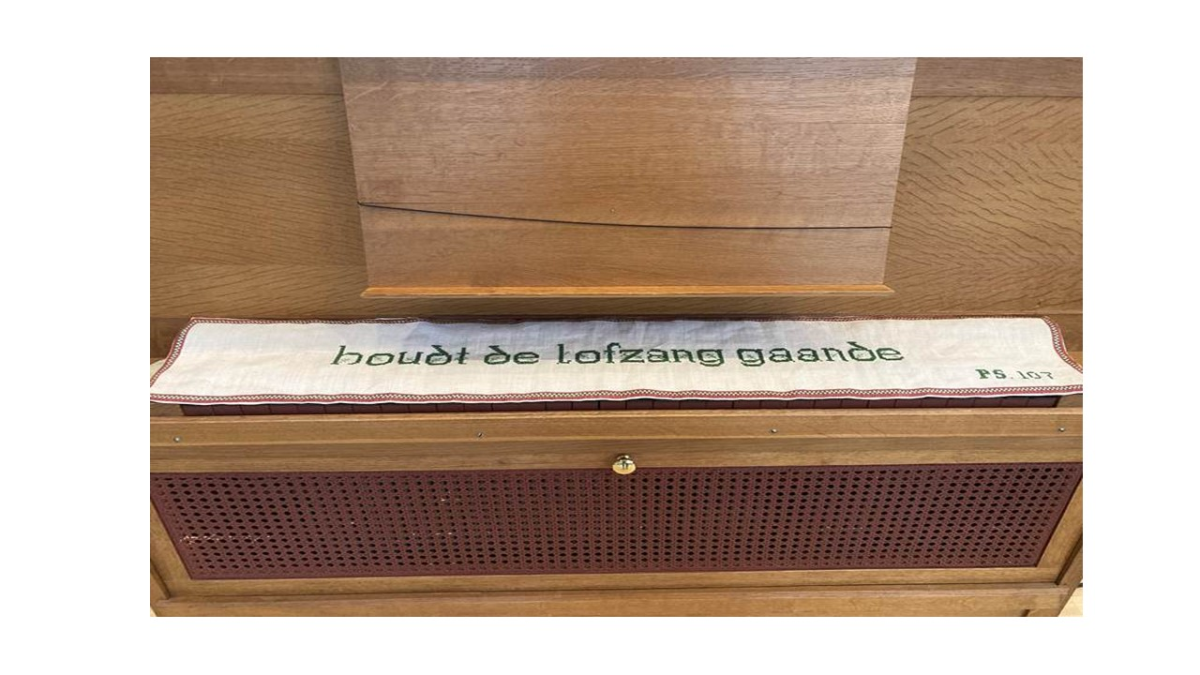 houdt de lofzang gaande
PS. 107